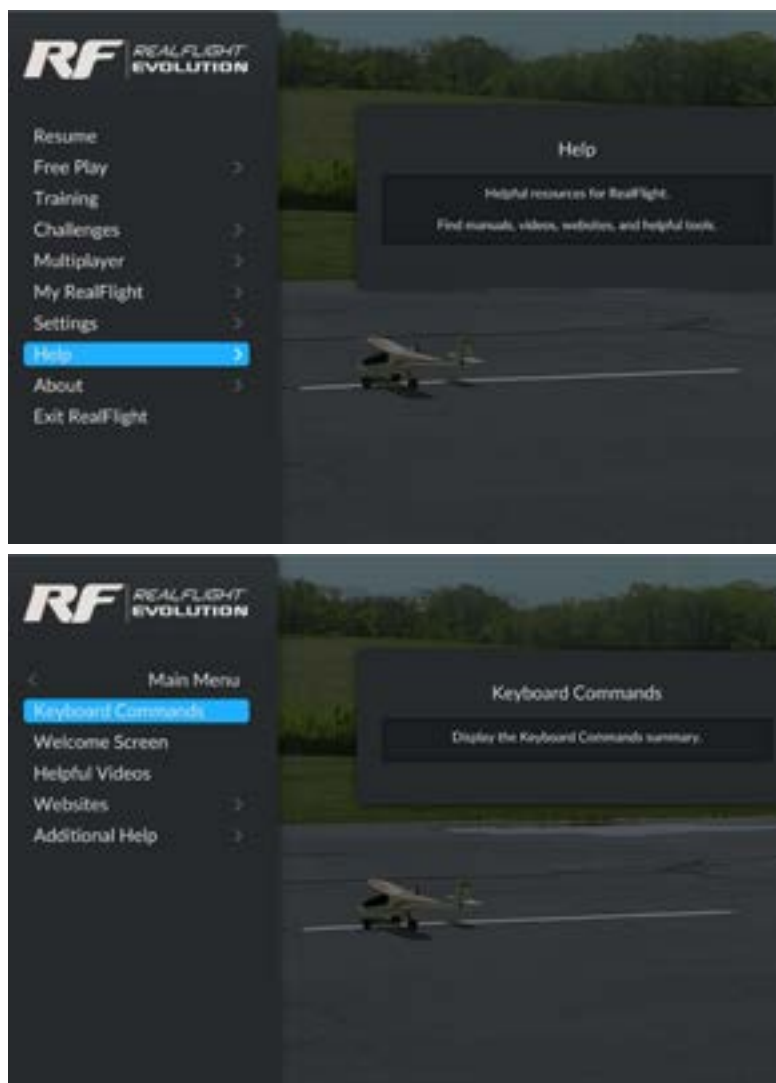 RF REALFLIGHT
EVOLUTION
Resume
Free Play
Training
Challenges
Multiplayer
My RealFlight
Settings
Help
About
Exit RealFlight
Help
Helpful resources for RealFlight.
Find manuals, videos, websites, and helpful tools.
RF REALFLIGHT
EVOLUTION
Main Menu
Keyboard Commands
Welcome Screen
Helpful Videos
Websites
Additional Help
Keyboard Commands
Display the Keyboard Commands summary.